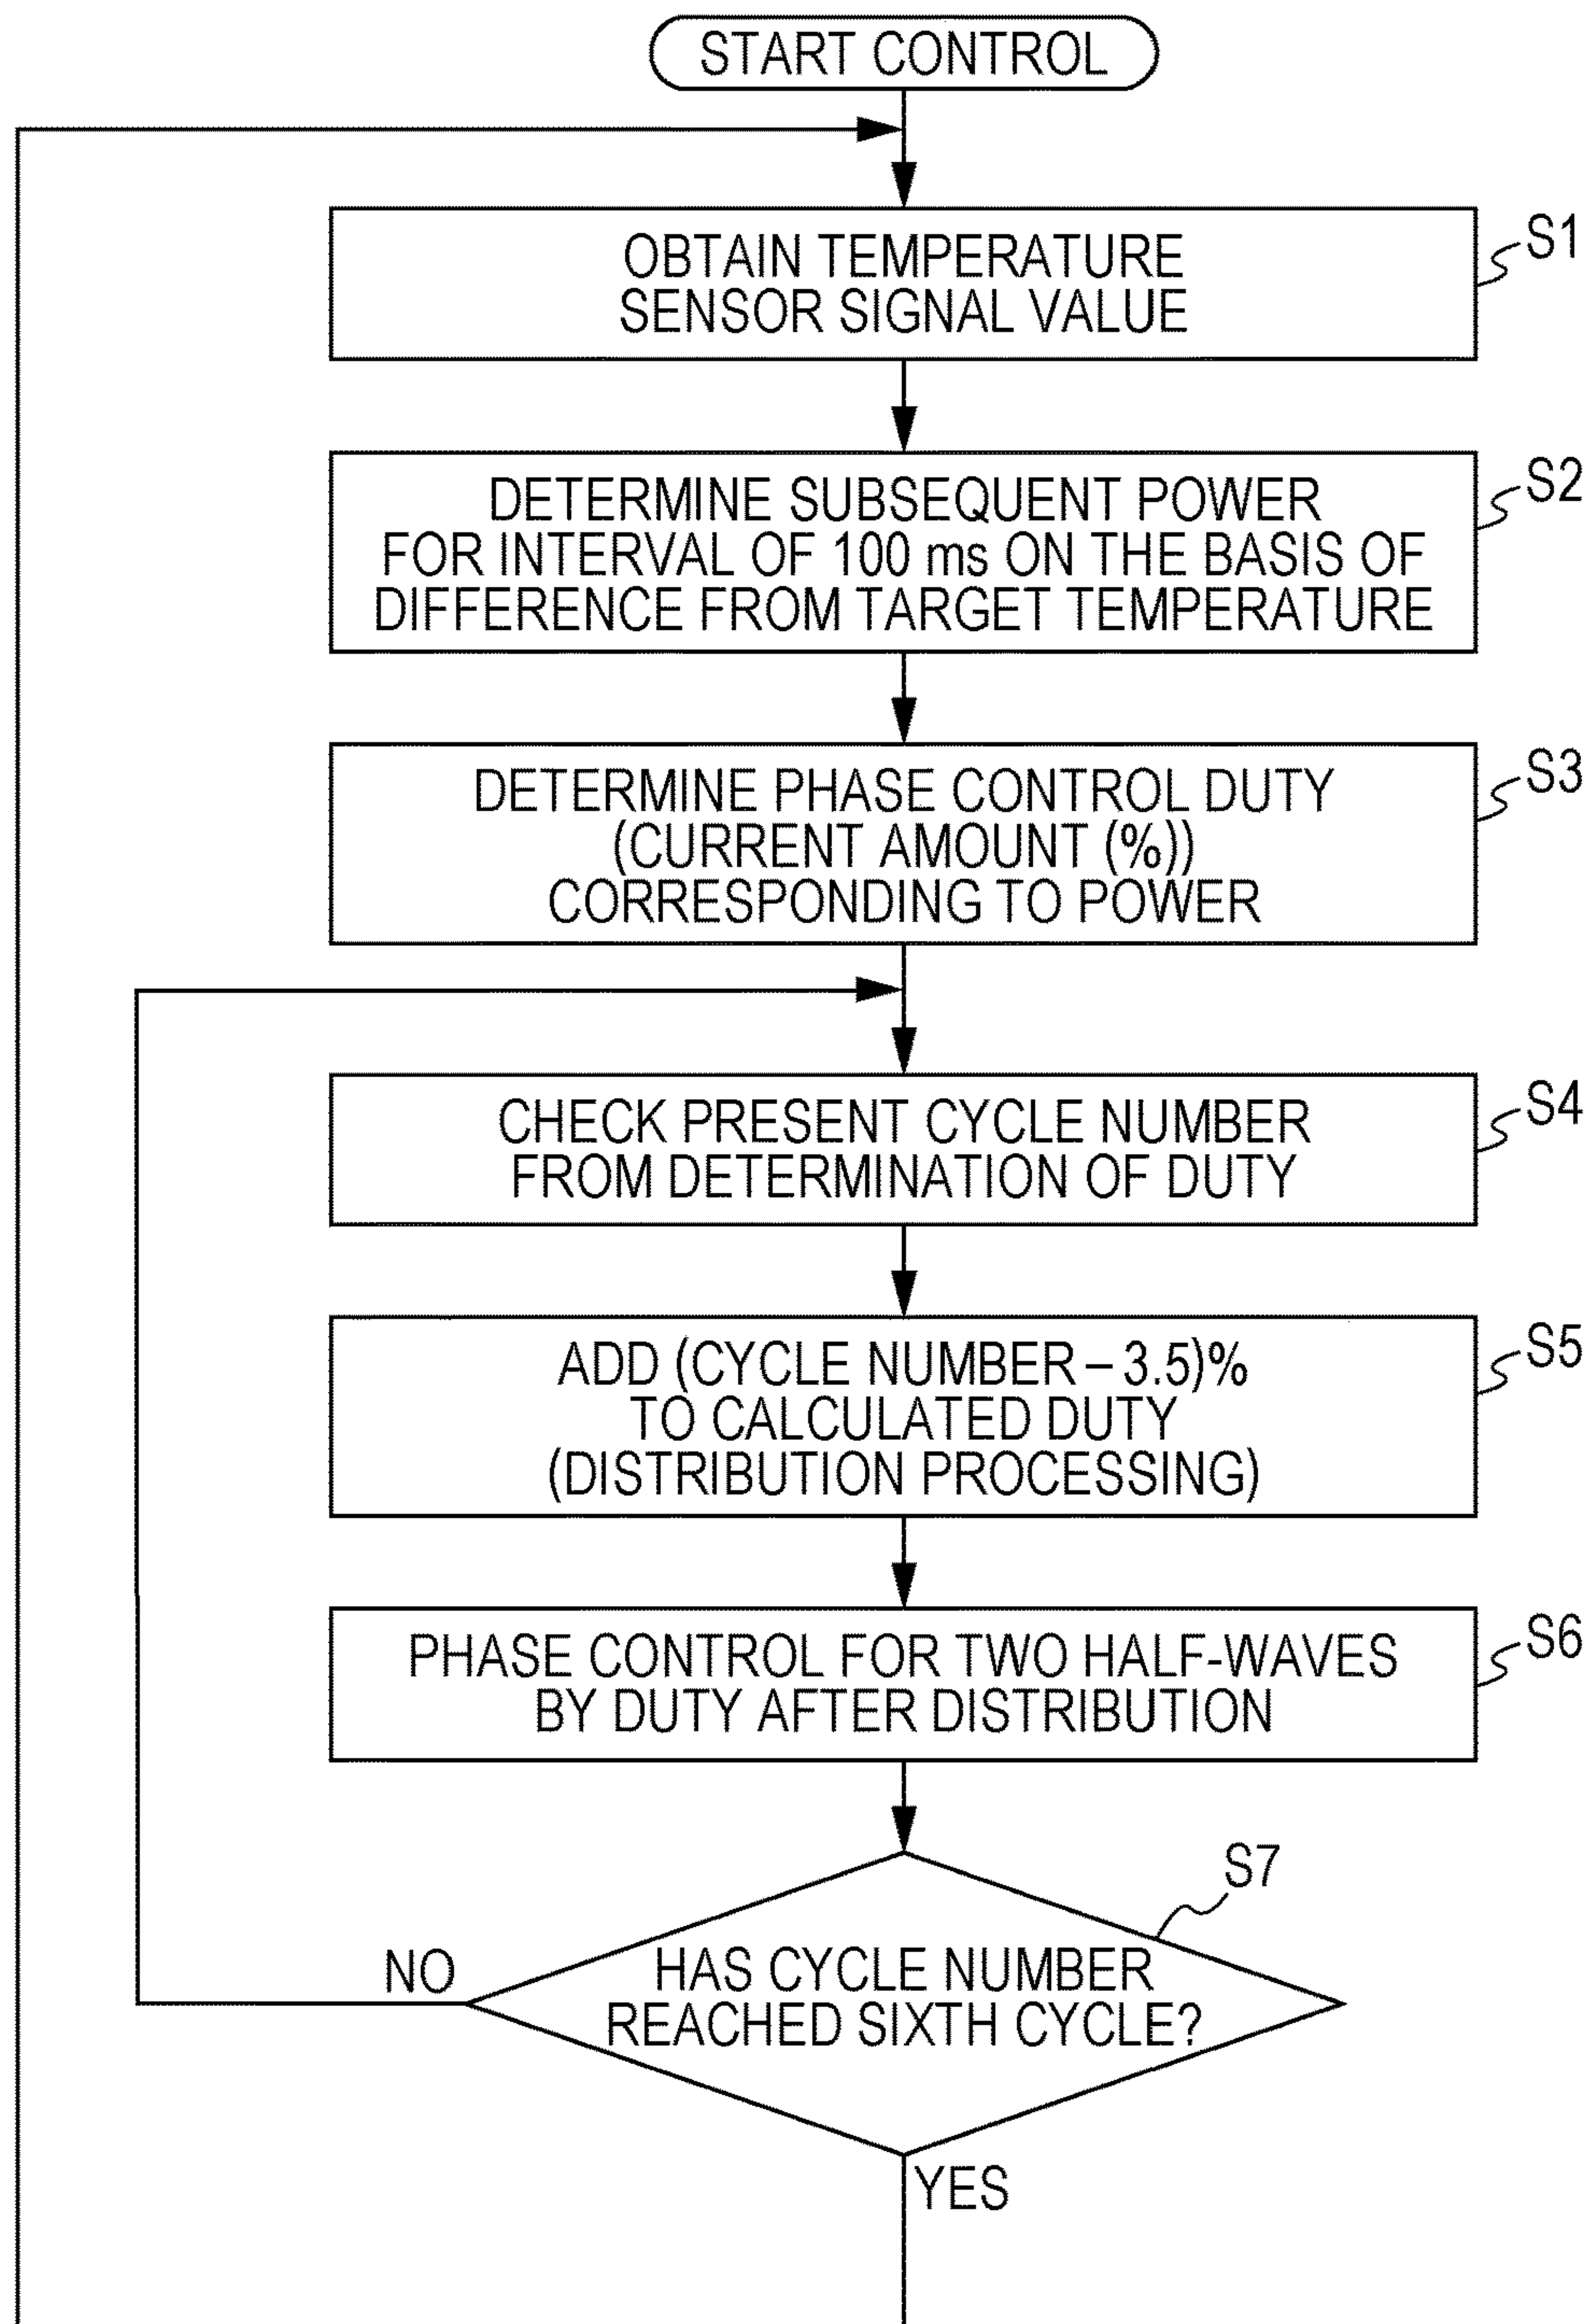 START CONTROL
S1
OBTAIN TEMPERATURE
SENSOR SIGNAL VALUE
S2
DETERMINE SUBSEQUENT POWER
FOR INTERVAL OF 100 ms ON THE BASIS OF
DIFFERENCE FROM TARGET TEMPERATURE
S3
DETERMINE PHASE CONTROL DUTY
(CURRENT AMOUNT (%))
CORRESPONDING TO POWER
S4
CHECK PRESENT CYCLE NUMBER
FROM DETERMINATION OF DUTY
S5
ADD (CYCLE NUMBER – 3.5)%
TO CALCULATED DUTY
(DISTRIBUTION PROCESSING)
S6
PHASE CONTROL FOR TWO HALF-WAVES
BY DUTY AFTER DISTRIBUTION
S7
NO
HAS CYCLE NUMBER
REACHED SIXTH CYCLE?
YES